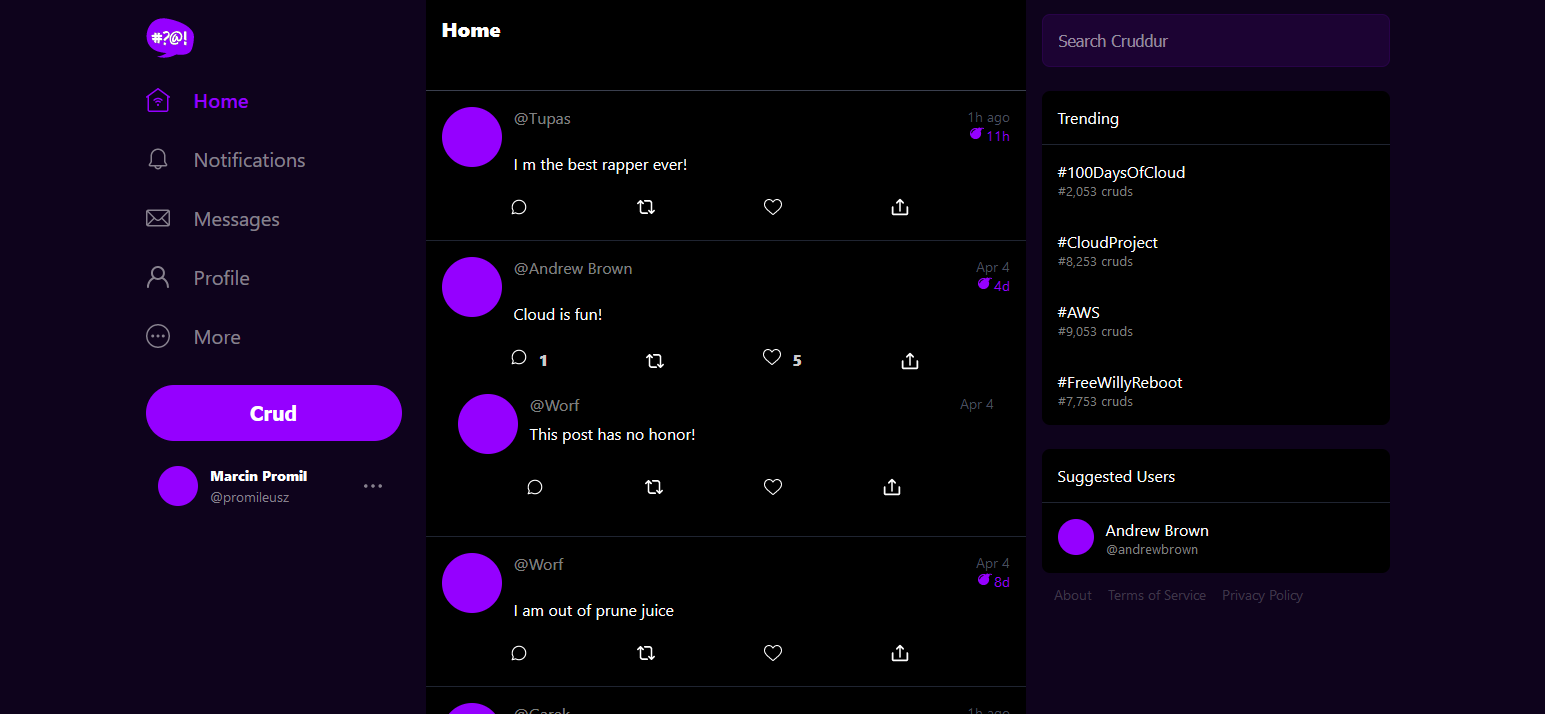 #?@!
Home
Notifications
Messages
Profile
More
Crud
Marcin Promil
@promileusz
Home
@Tupas
1h ago
11h
I m the best rapper ever!
@Andrew Brown
Apr 4
4d
Cloud is fun!
1
5
@Worf
Apr 4
This post has no honor!
@Worf
Apr 4
8d
I am out of prune juice
@Garek
1h ago
Search Cruddur
Trending
#100DaysOfCloud
#2,053 cruds
#CloudProject
#8,253 cruds
#AWS
#9,053 cruds
#FreeWillyReboot
#7,753 cruds
Suggested Users
Andrew Brown
@andrewbrown
About Terms of Service Privacy Policy